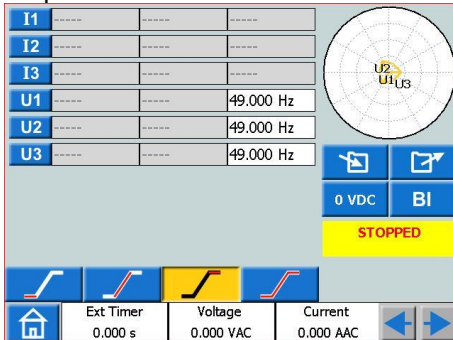 I1 ----- ----- -----
I2 ----- ----- -----
I3 ----- ----- -----
U1 ----- ----- 49.000 Hz
U2 ----- ----- 49.000 Hz
U3 ----- ----- 49.000 Hz
U2
U1 U3
0 VDC BI
STOPPED
Ext Timer Voltage Current
0.000 s 0.000 VAC 0.000 AAC